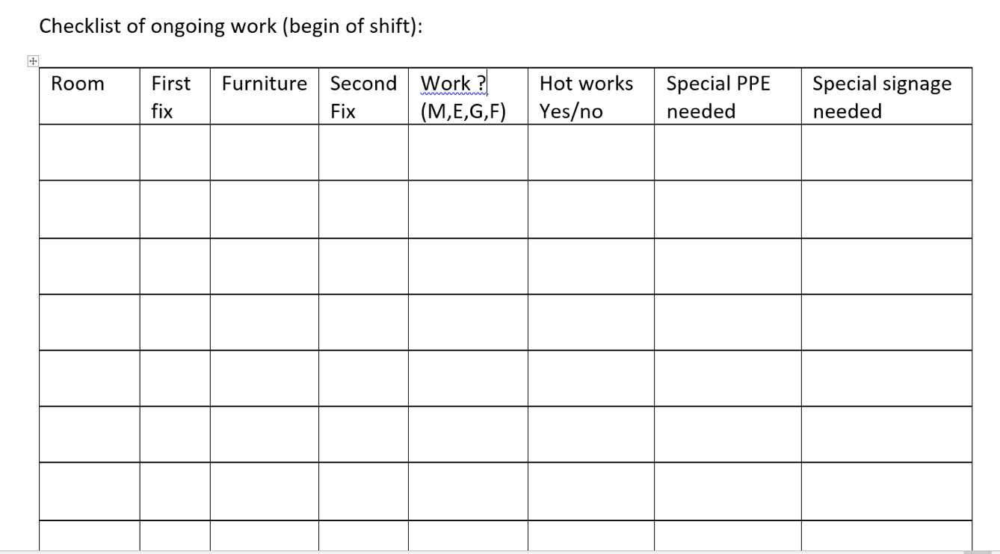 Checklist of ongoing work (begin of shift):
Room First fix Furniture Second Fix Work ? (M,E,G,F) Hot works Yes/no Special PPE needed Special signage needed